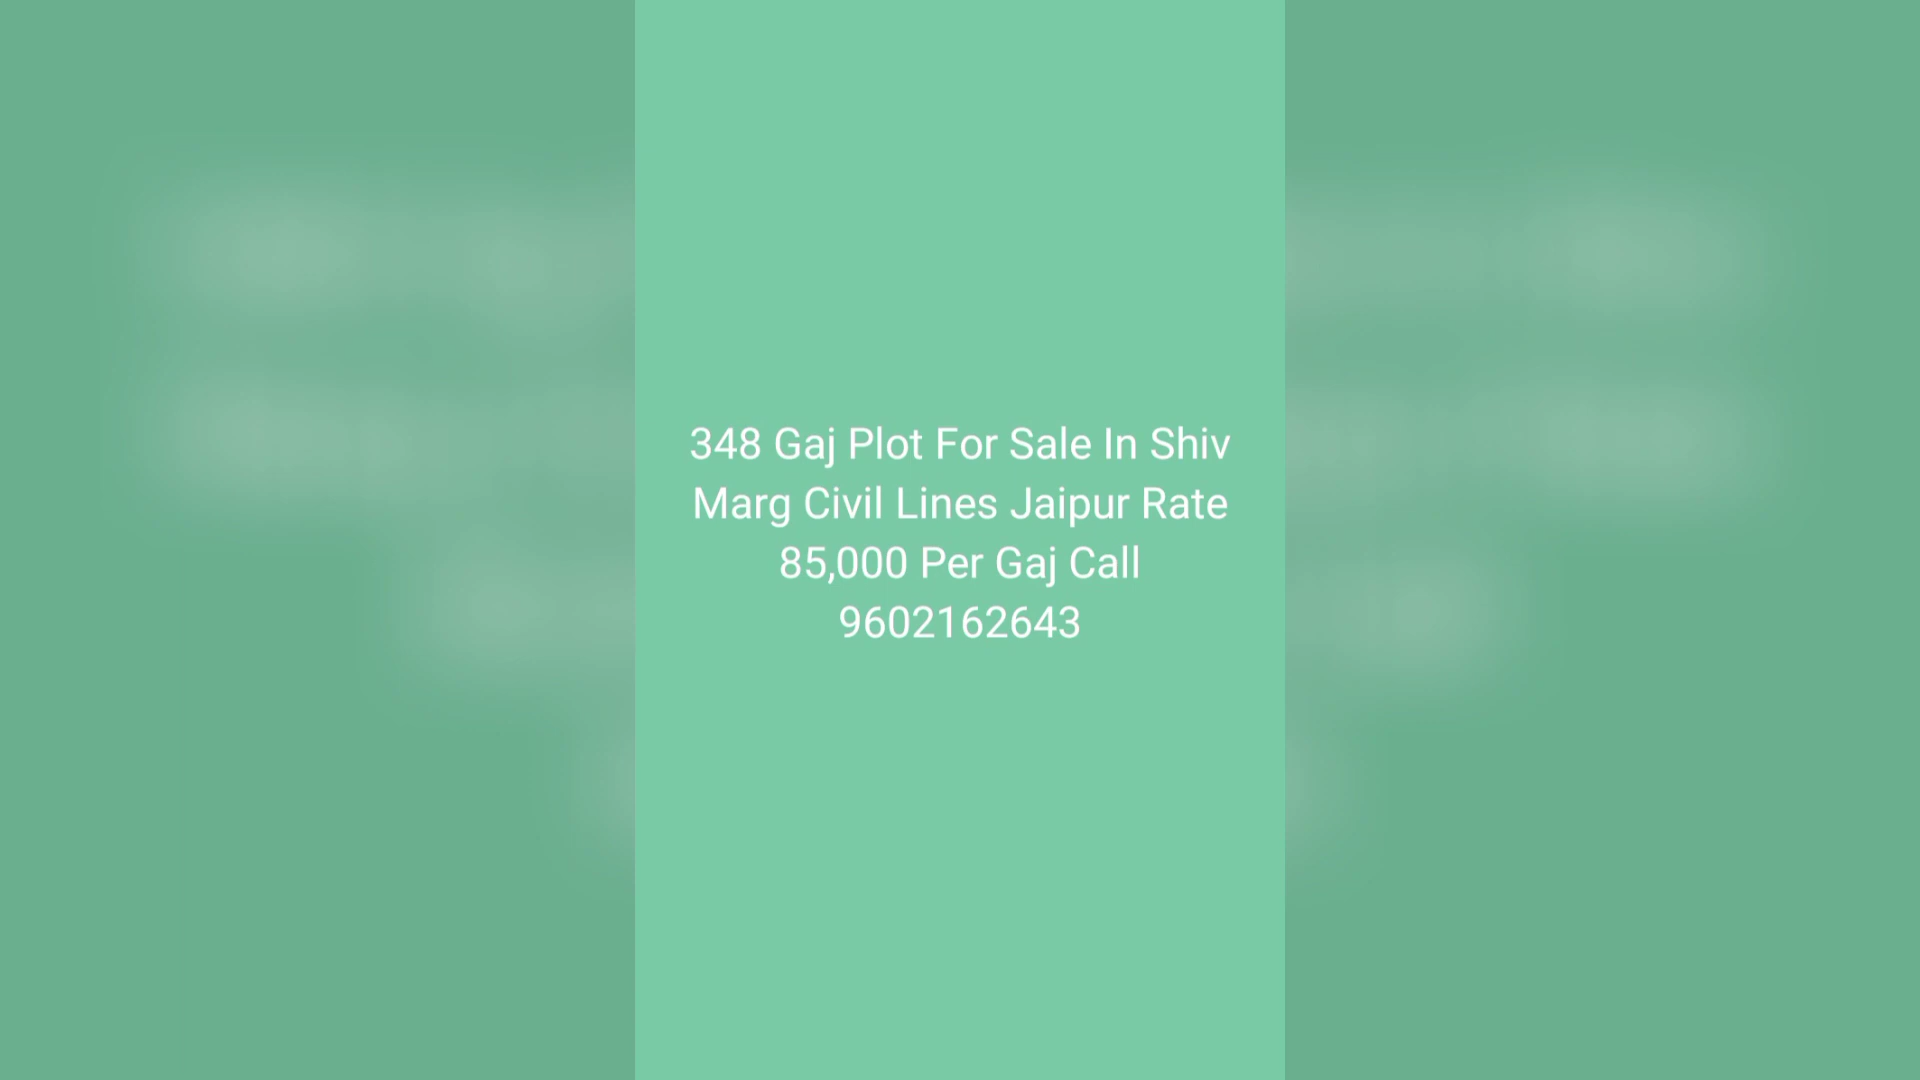 348 Gaj Plot For Sale In Shiv
Marg Civil Lines Jaipur Rate
85,000 Per Gaj Call
9602162643